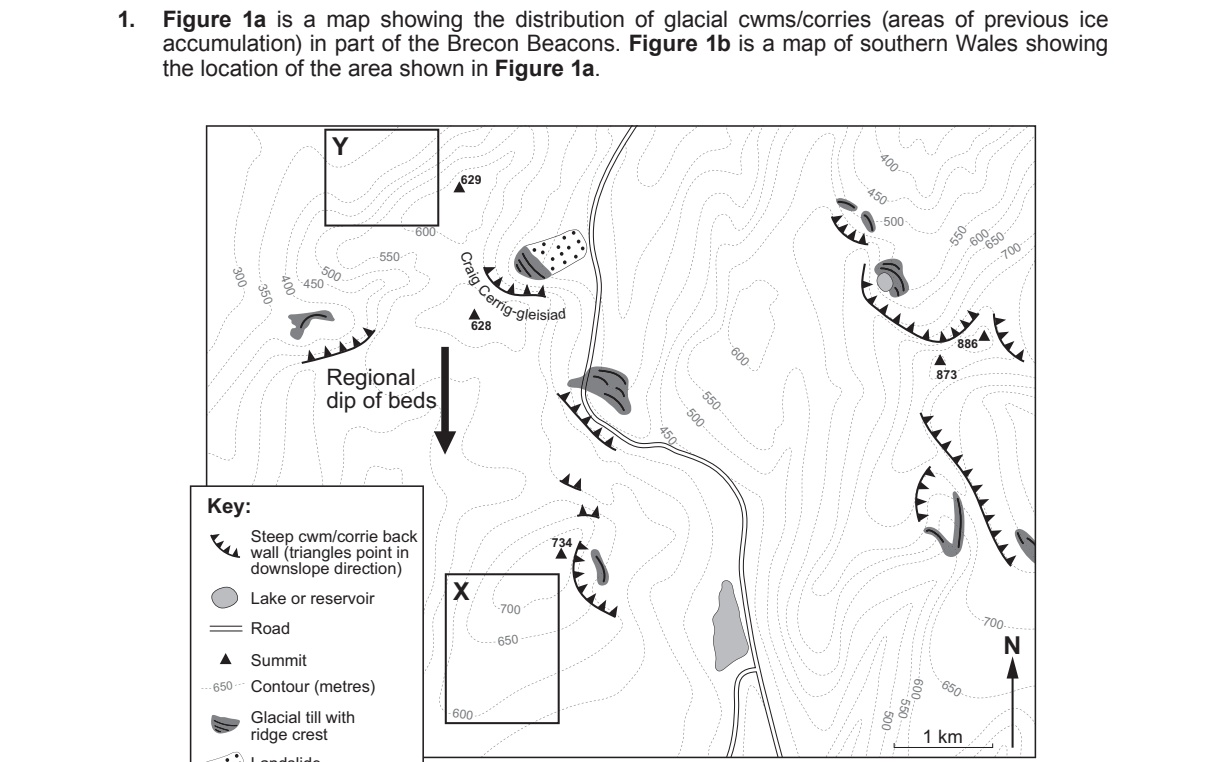 1. Figure 1a is a map showing the distribution of glacial cwms/corries (areas of previous ice
accumulation) in part of the Brecon Beacons. Figure 1b is a map of southern Wales showing
the location of the area shown in Figure 1a.
Y
400
629
450
500
600
550
600
650
700
550
300
350
400
500
450
Craig Cerrig-gleisiad
628
886
873
600
Regional
dip of beds
550
500
450
Key:
Steep cwm/corrie back
wall (triangles point in
downslope direction)
Lake or reservoir
Road
Summit
650 Contour (metres)
Glacial till with
ridge crest
Landslide
734
X
700
650
600
700
N
650
600
550
500
1 km